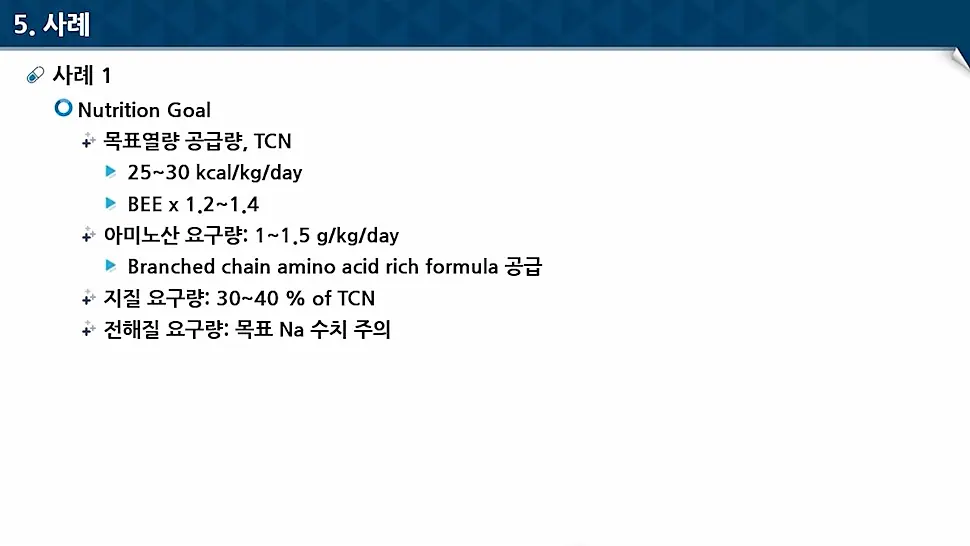 5. 사례
사례 1
Nutrition Goal
목표열량 공급량, TCN
25~30 kcal/kg/day
BEE x 1.2~1.4
아미노산 요구량: 1~1.5 g/kg/day
Branched chain amino acid rich formula 공급
지질 요구량: 30~40 % of TCN
전해질 요구량: 목표 Na 수치 주의